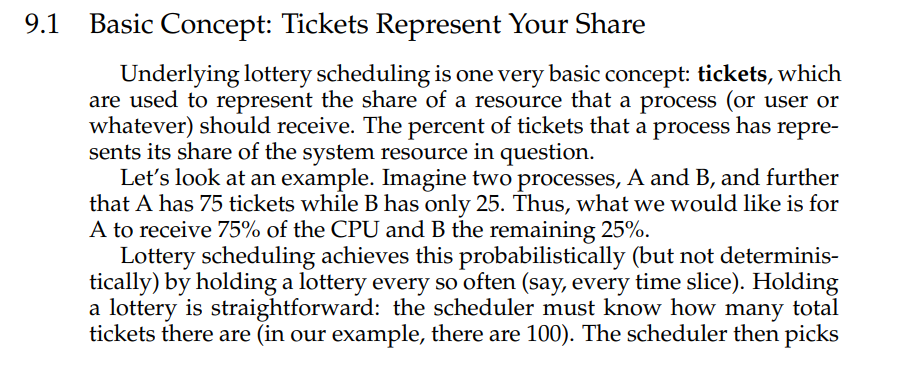 9.1 Basic Concept: Tickets Represent Your Share
Underlying lottery scheduling is one very basic concept: tickets, which
are used to represent the share of a resource that a process (or user or
whatever) should receive. The percent of tickets that a process has repre-
sents its share of the system resource in question.
Let's look at an example. Imagine two processes, A and B, and further
that A has 75 tickets while B has only 25. Thus, what we would like is for
A to receive 75% of the CPU and B the remaining 25%.
Lottery scheduling achieves this probabilistically (but not determinis-
tically) by holding a lottery every so often (say, every time slice). Holding
a lottery is straightforward: the scheduler must know how many total
tickets there are (in our example, there are 100). The scheduler then picks